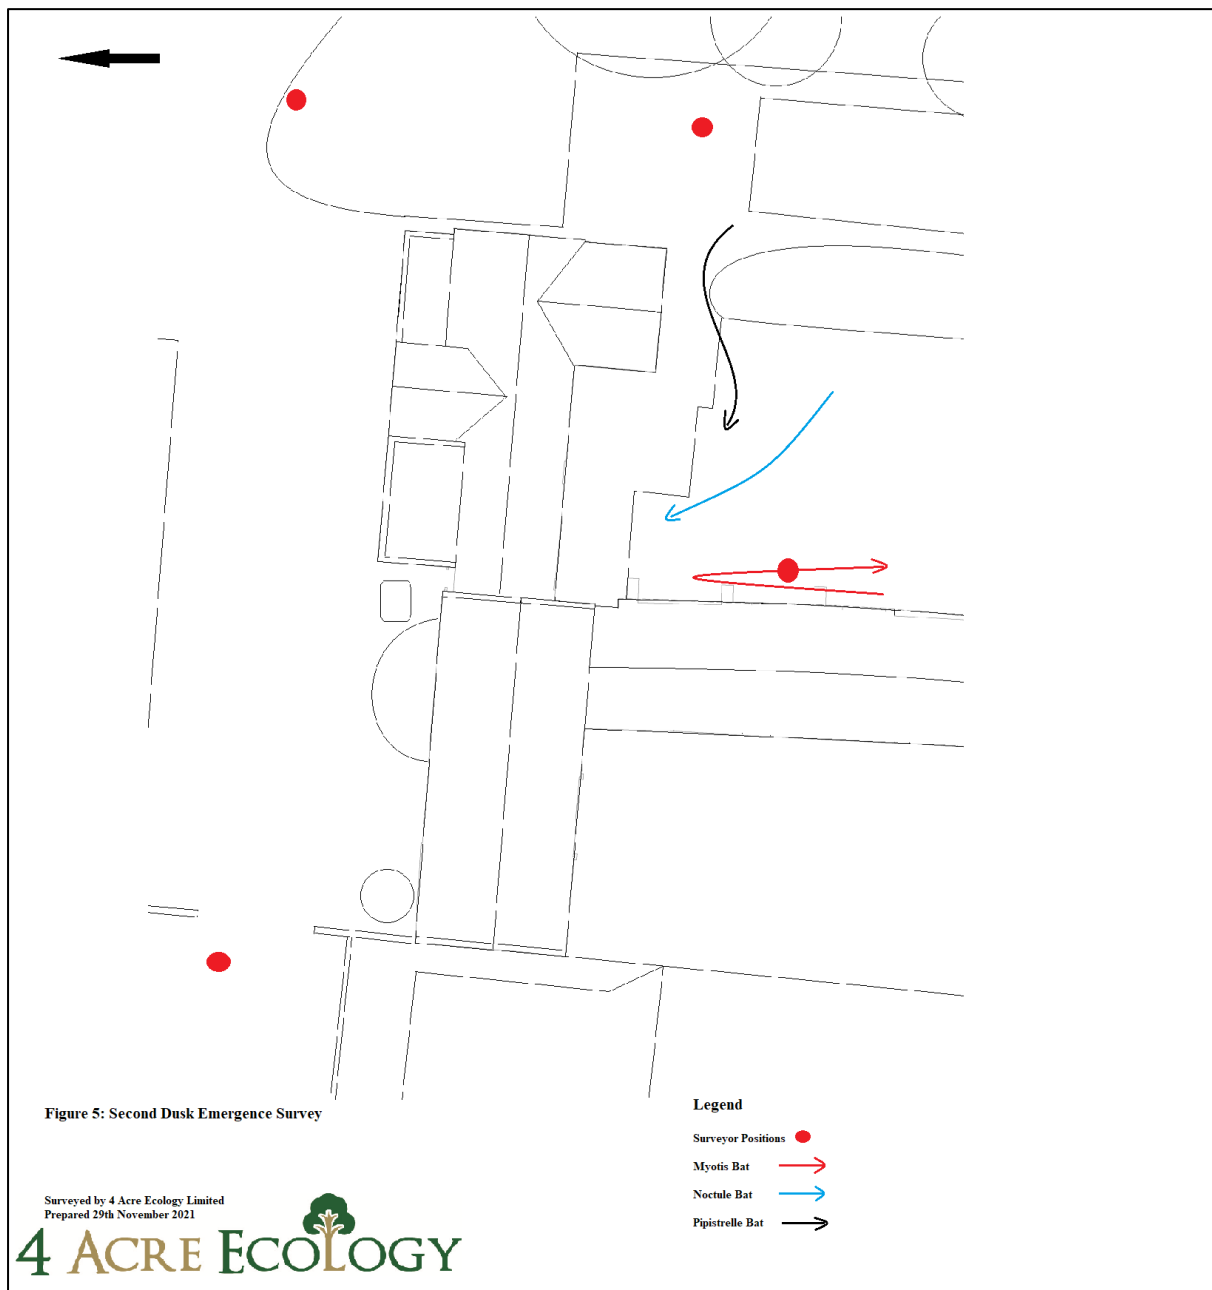 Figure 5: Second Dusk Emergence Survey
Legend
Surveyor Positions
Myotis Bat
Noctule Bat
Pipistrelle Bat
Surveyed by 4 Acre Ecology Limited
Prepared 29th November 2021
4 ACRE ECOLOGY